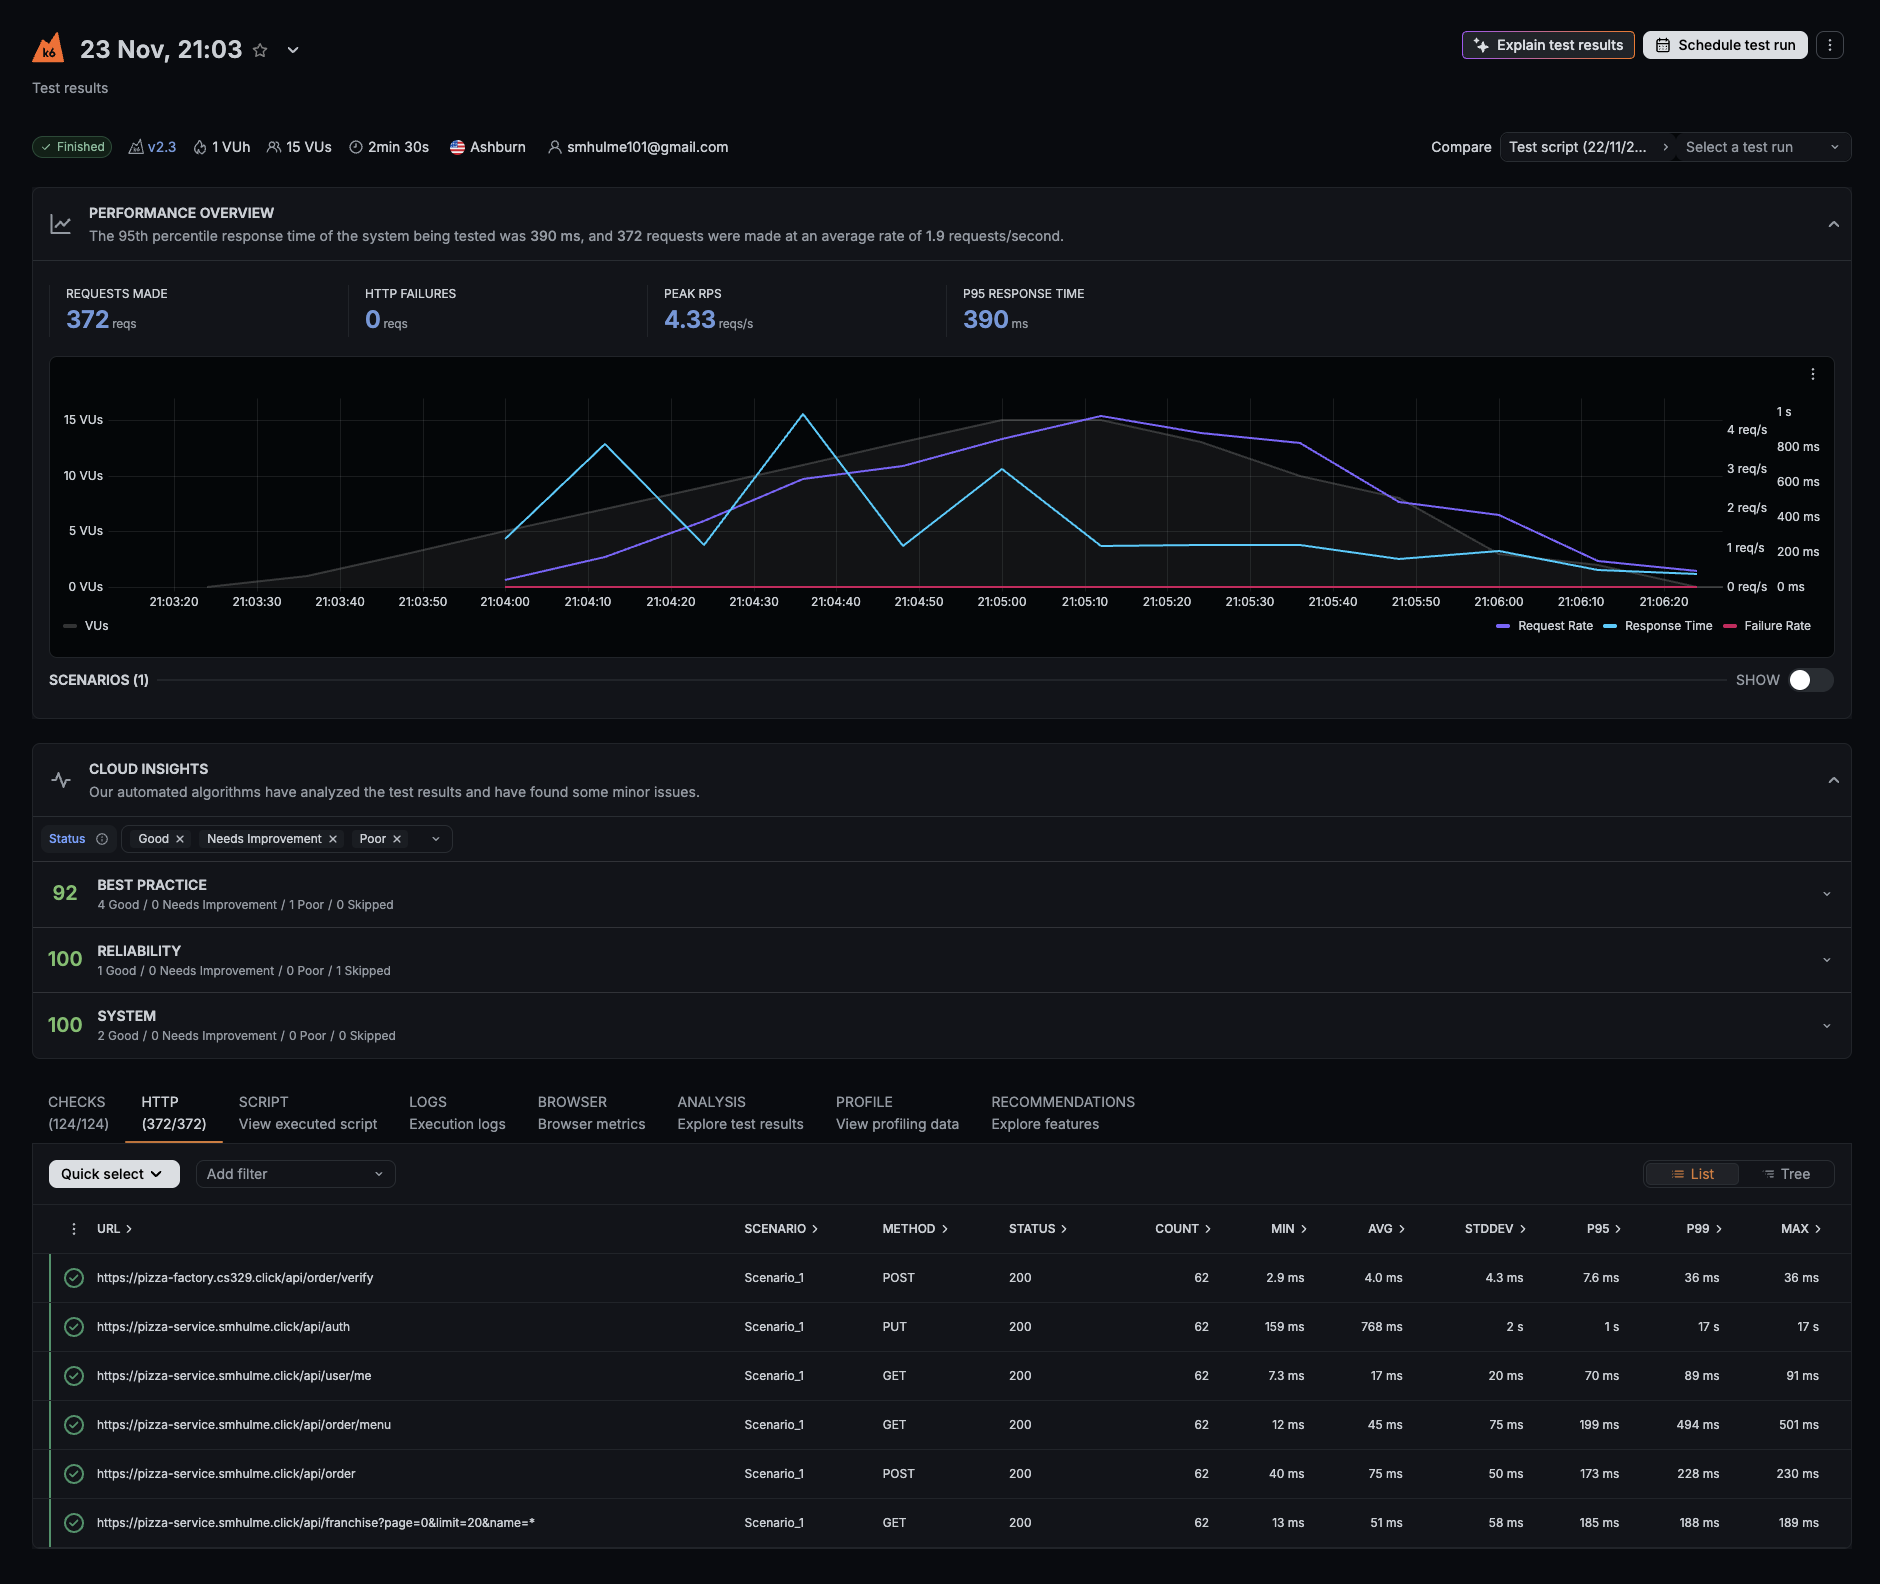 k6
23 Nov, 21:03
Explain test results
Schedule test run
Test results
Finished
v2.3
1 VUh
15 VUs
2min 30s
Ashburn
smhulme101@gmail.com
Compare
Test script (22/11/2...
Select a test run
PERFORMANCE OVERVIEW
The 95th percentile response time of the system being tested was 390 ms, and 372 requests were made at an average rate of 1.9 requests/second.
REQUESTS MADE
372 reqs
HTTP FAILURES
0 reqs
PEAK RPS
4.33 reqs/s
P95 RESPONSE TIME
390 ms
15 VUs
10 VUs
5 VUs
0 VUs
4 req/s
3 req/s
2 req/s
1 req/s
0 req/s
1 s
800 ms
600 ms
400 ms
200 ms
0 ms
21:03:20 21:03:30 21:03:40 21:03:50 21:04:00 21:04:10 21:04:20 21:04:30 21:04:40 21:04:50 21:05:00 21:05:10 21:05:20 21:05:30 21:05:40 21:05:50 21:06:00 21:06:10 21:06:20
VUs
Request Rate
Response Time
Failure Rate
SCENARIOS (1)
SHOW
CLOUD INSIGHTS
Our automated algorithms have analyzed the test results and have found some minor issues.
Status
Good
Needs Improvement
Poor
92
BEST PRACTICE
4 Good / 0 Needs Improvement / 1 Poor / 0 Skipped
100
RELIABILITY
1 Good / 0 Needs Improvement / 0 Poor / 1 Skipped
100
SYSTEM
2 Good / 0 Needs Improvement / 0 Poor / 0 Skipped
CHECKS
(124/124)
HTTP
(372/372)
SCRIPT
View executed script
LOGS
Execution logs
BROWSER
Browser metrics
ANALYSIS
Explore test results
PROFILE
View profiling data
RECOMMENDATIONS
Explore features
Quick select
Add filter
List
Tree
URL SCENARIO METHOD STATUS COUNT MIN AVG STDDEV P95 P99 MAX
https://pizza-factory.cs329.click/api/order/verify Scenario_1 POST 200 62 2.9 ms 4.0 ms 4.3 ms 7.6 ms 36 ms 36 ms
https://pizza-service.smhulme.click/api/auth Scenario_1 PUT 200 62 159 ms 768 ms 2 s 1 s 17 s 17 s
https://pizza-service.smhulme.click/api/user/me Scenario_1 GET 200 62 7.3 ms 17 ms 20 ms 70 ms 89 ms 91 ms
https://pizza-service.smhulme.click/api/order/menu Scenario_1 GET 200 62 12 ms 45 ms 75 ms 199 ms 494 ms 501 ms
https://pizza-service.smhulme.click/api/order Scenario_1 POST 200 62 40 ms 75 ms 50 ms 173 ms 228 ms 230 ms
https://pizza-service.smhulme.click/api/franchise?page=0&limit=20&name=* Scenario_1 GET 200 62 13 ms 51 ms 58 ms 185 ms 188 ms 189 ms